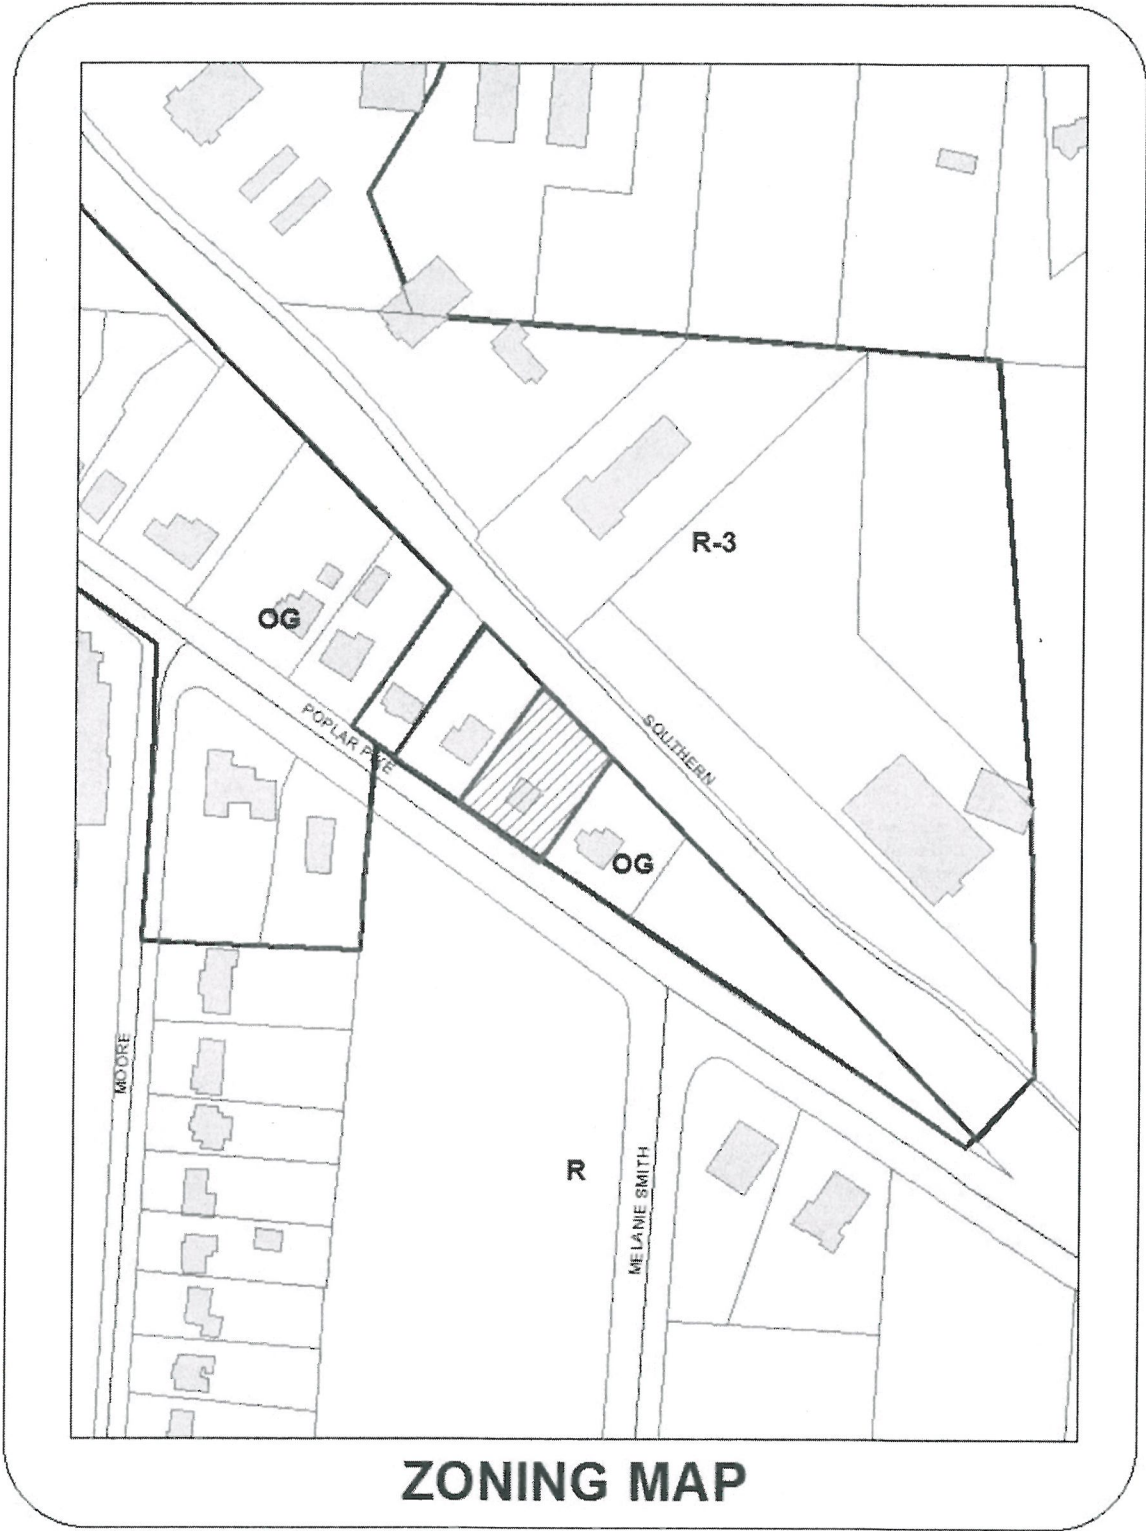 R-3
OG
POPLAR PIKE
SOUTHERN
OG
MOORE
R
MELANIE SMITH
ZONING MAP